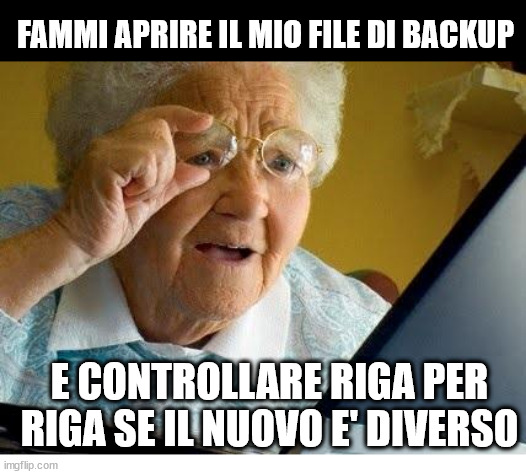 FAMMI APRIRE IL MIO FILE DI BACKUP
E CONTROLLARE RIGA PER
RIGA SE IL NUOVO E' DIVERSO
imgflip.com